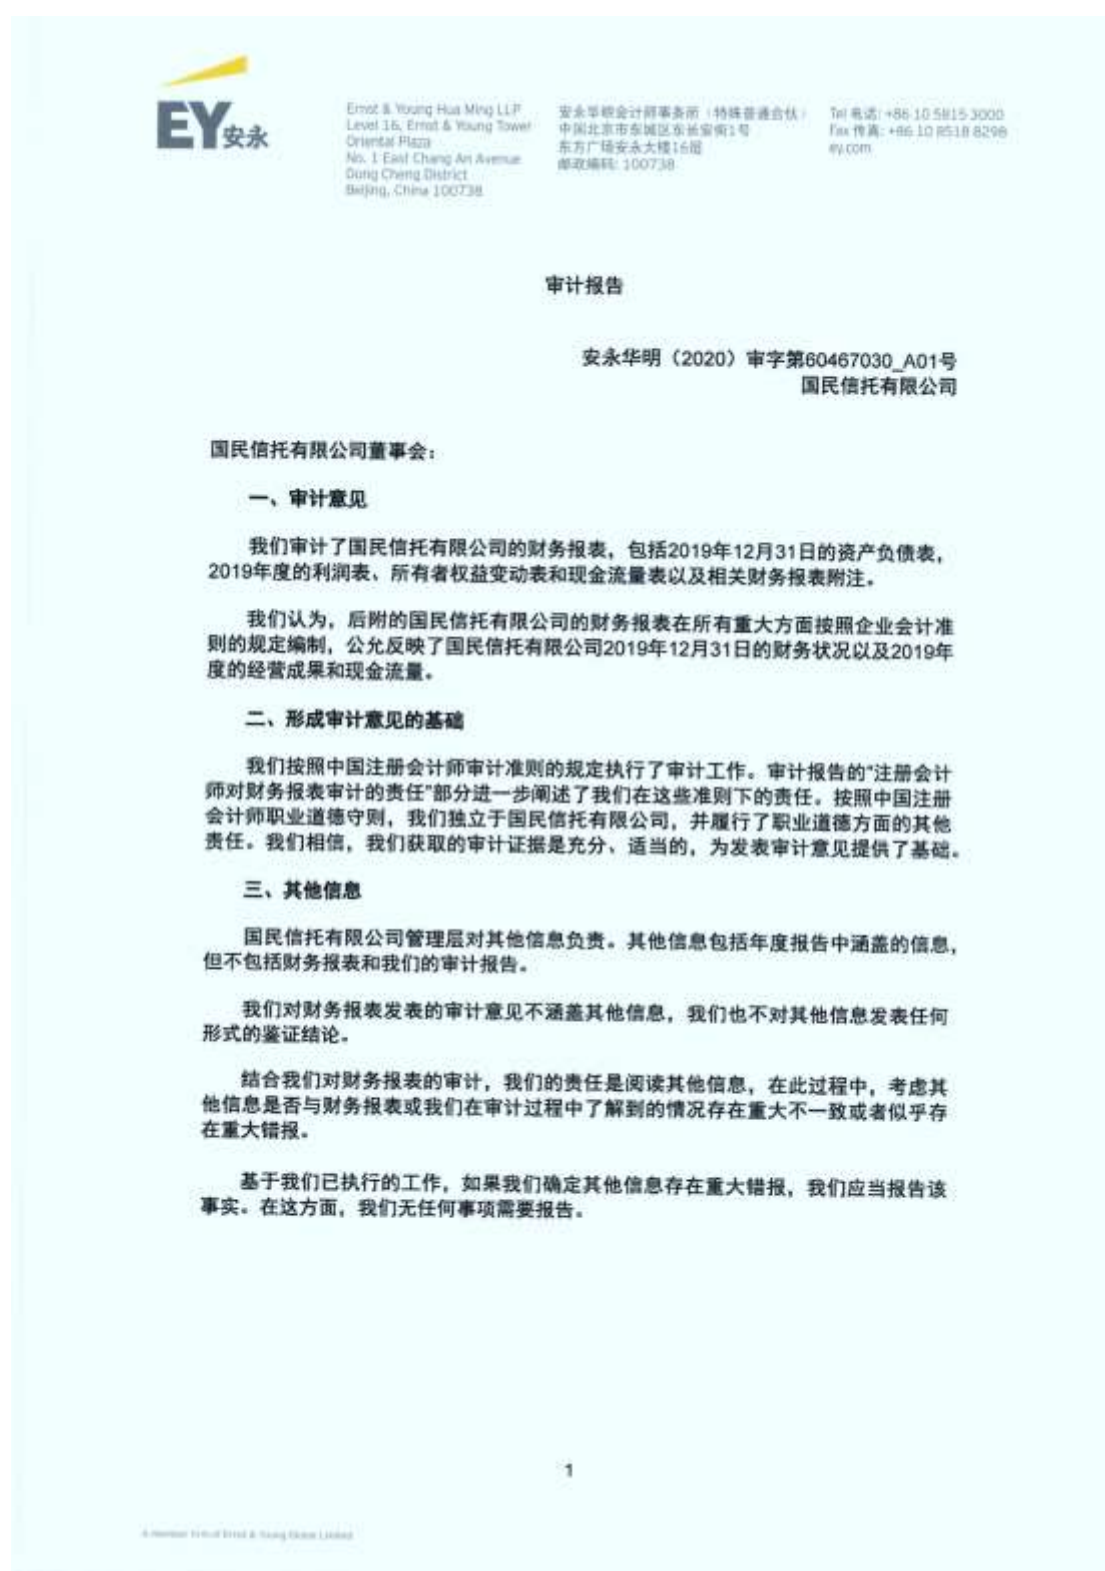 EY安永
Ernst & Young Hua Ming LLP
Level 16, Ernst & Young Tower
Oriental Plaza
No. 1 East Chang An Avenue
Dong Cheng District
Beijing, China 100738
安永华明会计师事务所（特殊普通合伙）
中国北京市东城区东长安街1号
东方广场安永大楼16层
邮政编码: 100738
Tel 电话: +86 10 5815 3000
Fax 传真: +86 10 8518 8298
ey.com
审计报告
安永华明（2020）审字第60467030_A01号
国民信托有限公司
国民信托有限公司董事会：
一、审计意见
我们审计了国民信托有限公司的财务报表，包括2019年12月31日的资产负债表，
2019年度的利润表、所有者权益变动表和现金流量表以及相关财务报表附注。
我们认为，后附的国民信托有限公司的财务报表在所有重大方面按照企业会计准
则的规定编制，公允反映了国民信托有限公司2019年12月31日的财务状况以及2019年
度的经营成果和现金流量。
二、形成审计意见的基础
我们按照中国注册会计师审计准则的规定执行了审计工作。审计报告的“注册会计
师对财务报表审计的责任”部分进一步阐述了我们在这些准则下的责任。按照中国注册
会计师职业道德守则，我们独立于国民信托有限公司，并履行了职业道德方面的其他
责任。我们相信，我们获取的审计证据是充分、适当的，为发表审计意见提供了基础。
三、其他信息
国民信托有限公司管理层对其他信息负责。其他信息包括年度报告中涵盖的信息，
但不包括财务报表和我们的审计报告。
我们对财务报表发表的审计意见不涵盖其他信息，我们也不对其他信息发表任何
形式的鉴证结论。
结合我们对财务报表的审计，我们的责任是阅读其他信息，在此过程中，考虑其
他信息是否与财务报表或我们在审计过程中了解到的情况存在重大不一致或者似乎存
在重大错报。
基于我们已执行的工作，如果我们确定其他信息存在重大错报，我们应当报告该
事实。在这方面，我们无任何事项需要报告。
1
A member firm of Ernst & Young Global Limited